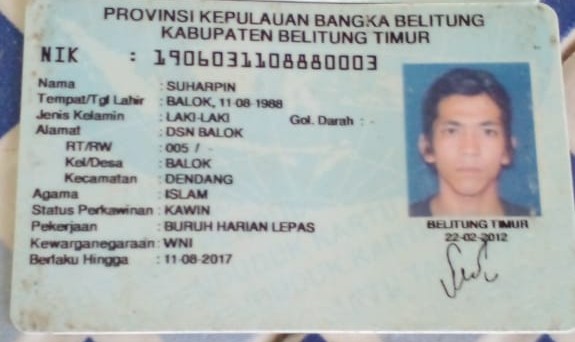 PROVINSI KEPULAUAN BANGKA BELITUNG
KABUPATEN BELITUNG TIMUR
NIK : 1906031108880003
Nama : SUHARPIN
Tempat/Tgl Lahir : BALOK, 11-08-1988
Jenis Kelamin : LAKI-LAKI Gol. Darah : -
Alamat : DSN BALOK
RT/RW : 005 / -
Kel/Desa : BALOK
Kecamatan : DENDANG
Agama : ISLAM
Status Perkawinan : KAWIN
Pekerjaan : BURUH HARIAN LEPAS
Kewarganegaraan : WNI
Berlaku Hingga : 11-08-2017
BELITUNG TIMUR
22-02-2012